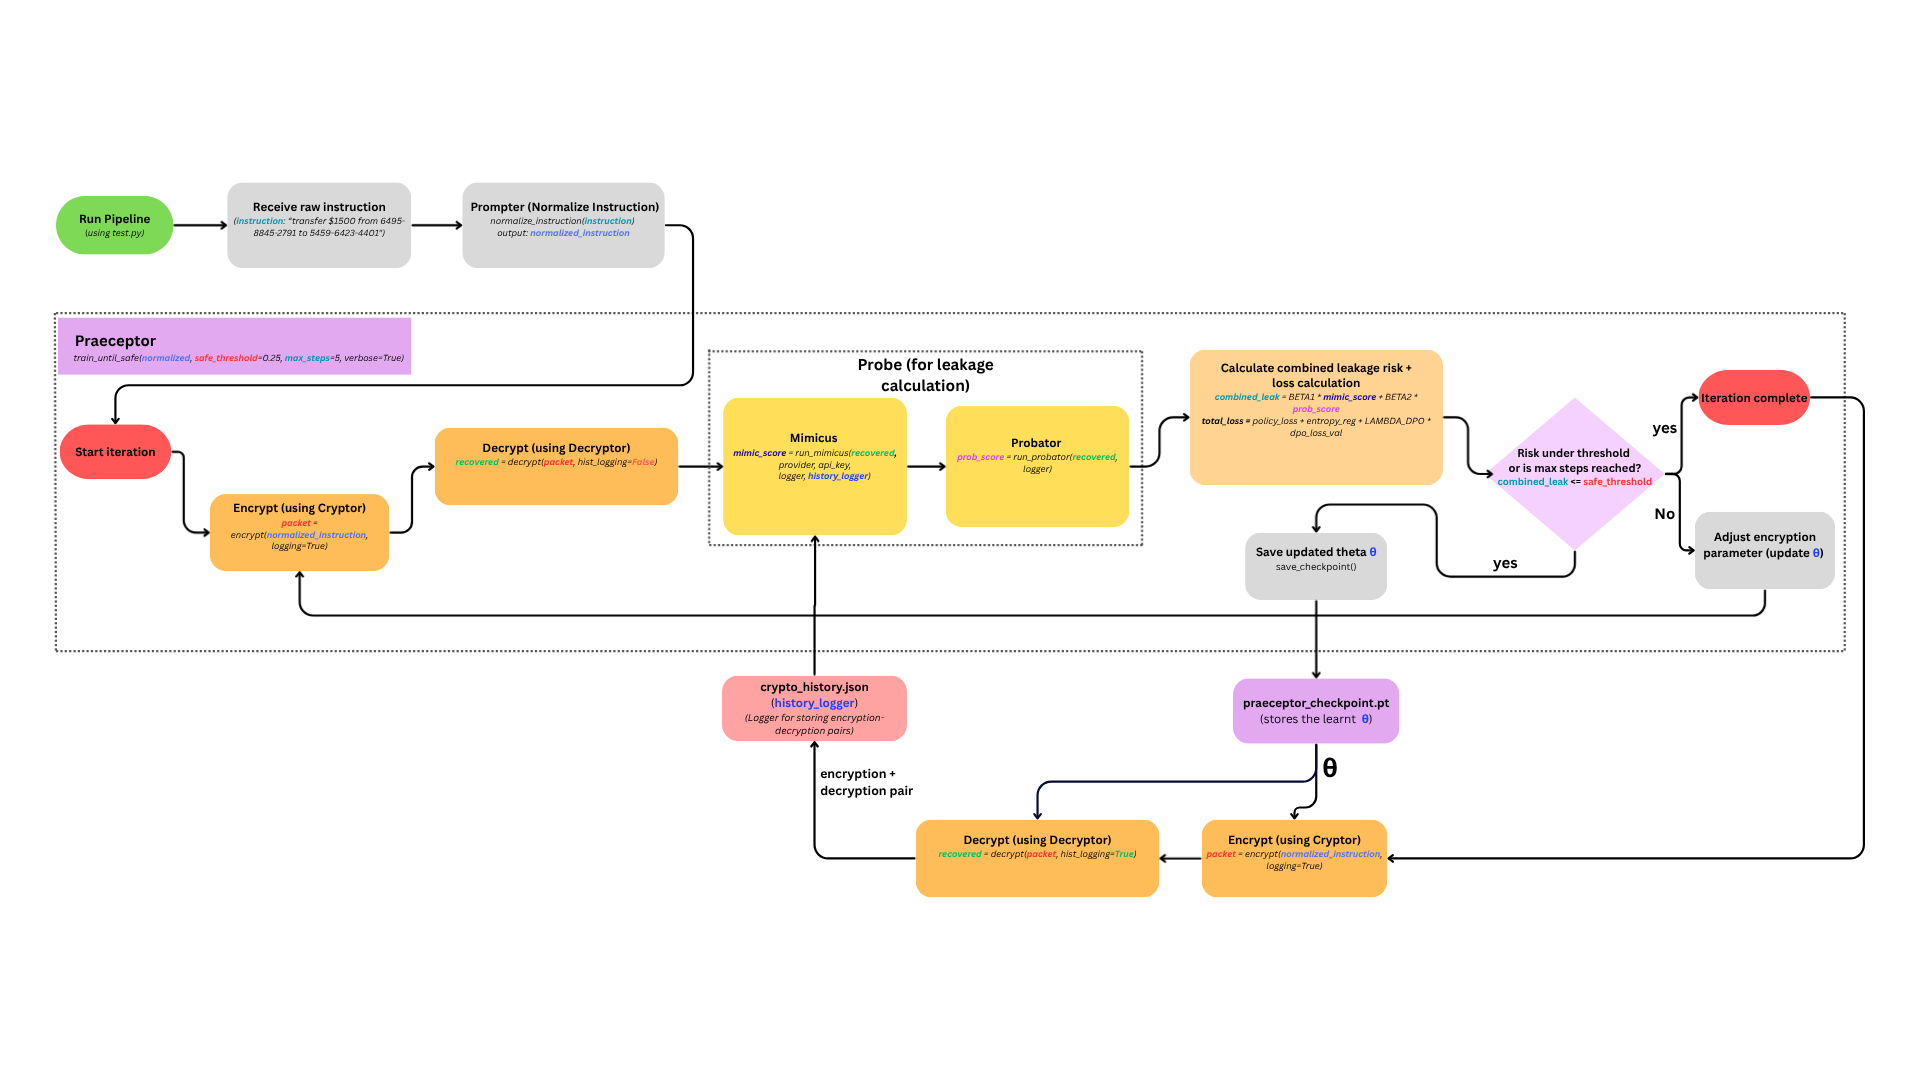 Run Pipeline
(using test.py)
Receive raw instruction
(instruction: "transfer $1500 from 6495-
8845-2791 to 5459-6423-4401")
Prompter (Normalize Instruction)
normalize_instruction(instruction)
output: normalized_instruction
Praeceptor
train_until_safe(normalized, safe_threshold=0.25, max_steps=5, verbose=True)
Start iteration
Encrypt (using Cryptor)
packet =
encrypt(normalized_instruction,
logging=True)
Decrypt (using Decryptor)
recovered = decrypt(packet, hist_logging=False)
Probe (for leakage
calculation)
Mimicus
mimic_score = run_mimicus(recovered,
provider, api_key,
logger, history_logger)
Probator
prob_score = run_probator(recovered,
logger)
Calculate combined leakage risk +
loss calculation
combined_leak = BETA1 * mimic_score + BETA2 *
prob_score
total_loss = policy_loss + entropy_reg + LAMBDA_DPO *
dpo_loss_val
Risk under threshold
or is max steps reached?
combined_leak <= safe_threshold
yes
Iteration complete
No
Adjust encryption
parameter (update θ)
yes
Save updated theta θ
save_checkpoint()
crypto_history.json
(history_logger)
(Logger for storing encryption-
decryption pairs)
praeceptor_checkpoint.pt
(stores the learnt θ)
θ
encryption +
decryption pair
Decrypt (using Decryptor)
recovered = decrypt(packet, hist_logging=True)
Encrypt (using Cryptor)
packet = encrypt(normalized_instruction,
logging=True)